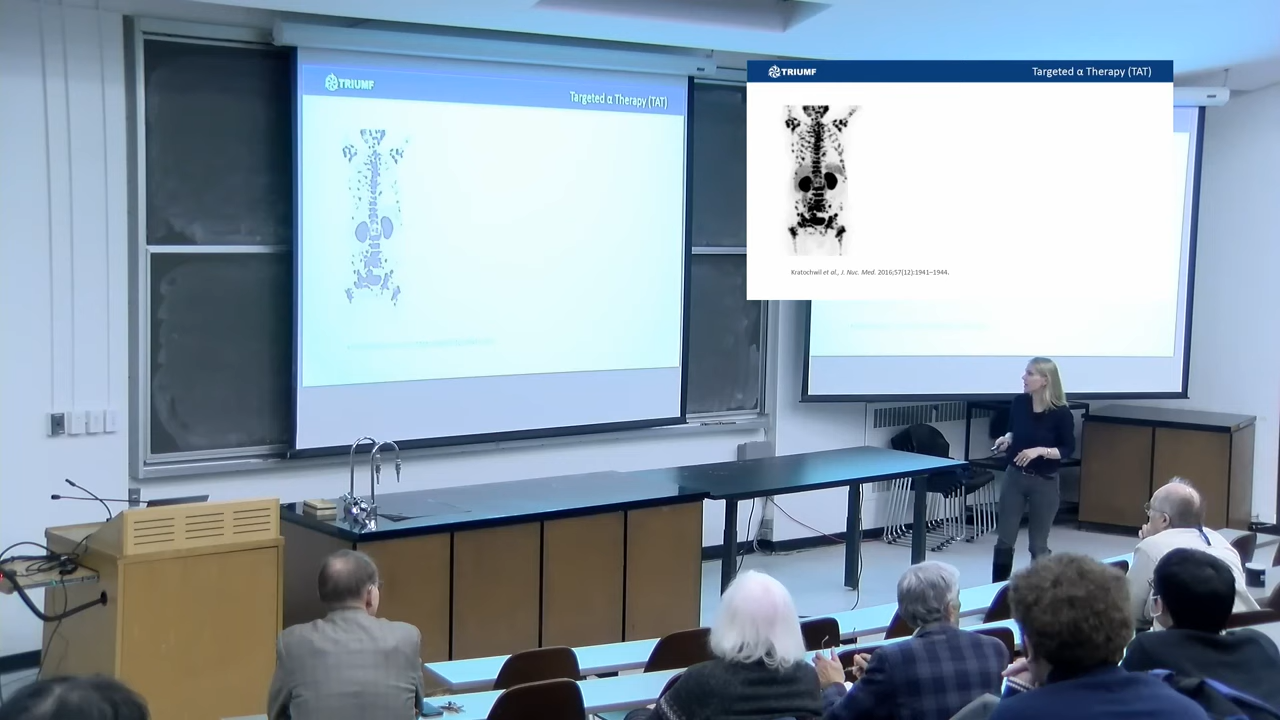 TRIUMF
Targeted α Therapy (TAT)
TRIUMF
Targeted α Therapy (TAT)
Kratochwil et al., J. Nuc. Med. 2016;57(12):1941–1944.